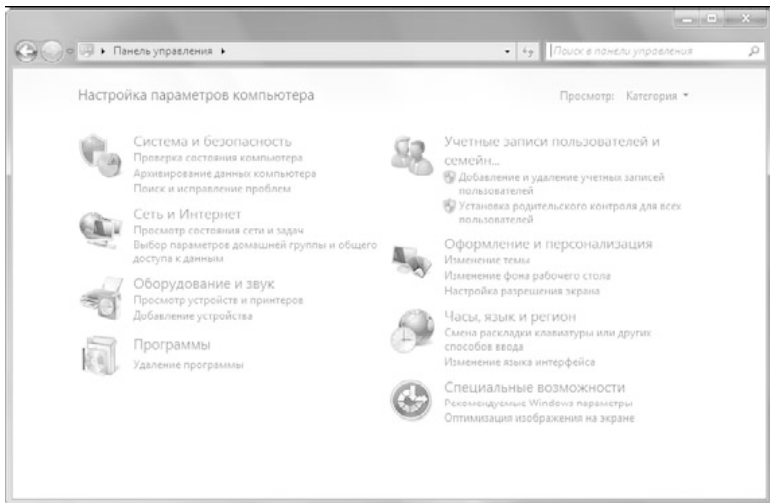 Панель управления
Поиск в панели управления
Настройка параметров компьютера
Просмотр: Категория
Система и безопасность
Проверка состояния компьютера
Архивирование данных компьютера
Поиск и исправление проблем
Сеть и Интернет
Просмотр состояния сети и задач
Выбор параметров домашней группы и общего
доступа к данным
Оборудование и звук
Просмотр устройств и принтеров
Добавление устройства
Программы
Удаление программы
Учетные записи пользователей и
семейн...
Добавление и удаление учетных записей
пользователей
Установка родительского контроля для всех
пользователей
Оформление и персонализация
Изменение темы
Изменение фона рабочего стола
Настройка разрешения экрана
Часы, язык и регион
Смена раскладки клавиатуры или других
способов ввода
Изменение языка интерфейса
Специальные возможности
Рекомендуемые Windows параметры
Оптимизация изображения на экране